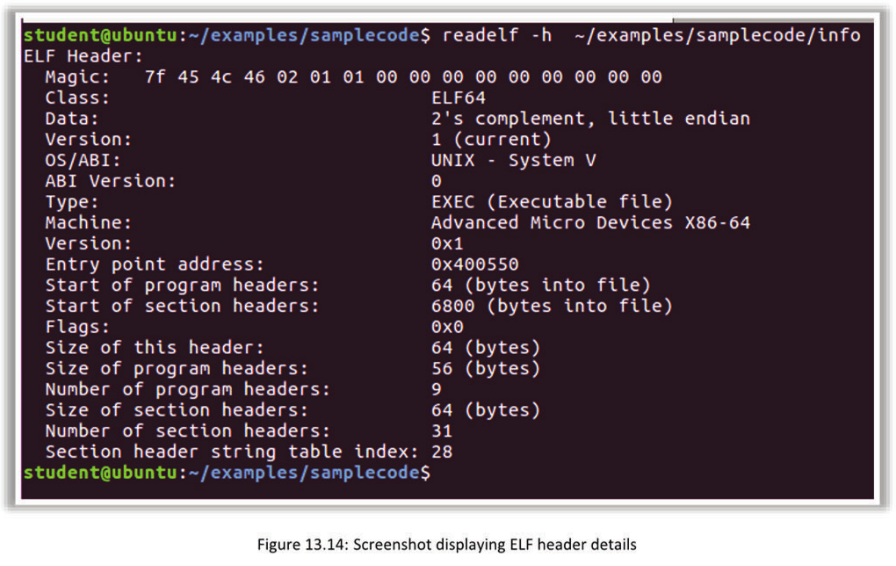 student@ubuntu:~/examples/samplecode$ readelf -h  ~/examples/samplecode/info
ELF Header:
  Magic:   7f 45 4c 46 02 01 01 00 00 00 00 00 00 00 00 00
  Class:                             ELF64
  Data:                              2's complement, little endian
  Version:                           1 (current)
  OS/ABI:                            UNIX - System V
  ABI Version:                       0
  Type:                              EXEC (Executable file)
  Machine:                           Advanced Micro Devices X86-64
  Version:                           0x1
  Entry point address:               0x400550
  Start of program headers:          64 (bytes into file)
  Start of section headers:          6800 (bytes into file)
  Flags:                             0x0
  Size of this header:               64 (bytes)
  Size of program headers:           56 (bytes)
  Number of program headers:         9
  Size of section headers:           64 (bytes)
  Number of section headers:         31
  Section header string table index: 28
student@ubuntu:~/examples/samplecode$
Figure 13.14: Screenshot displaying ELF header details